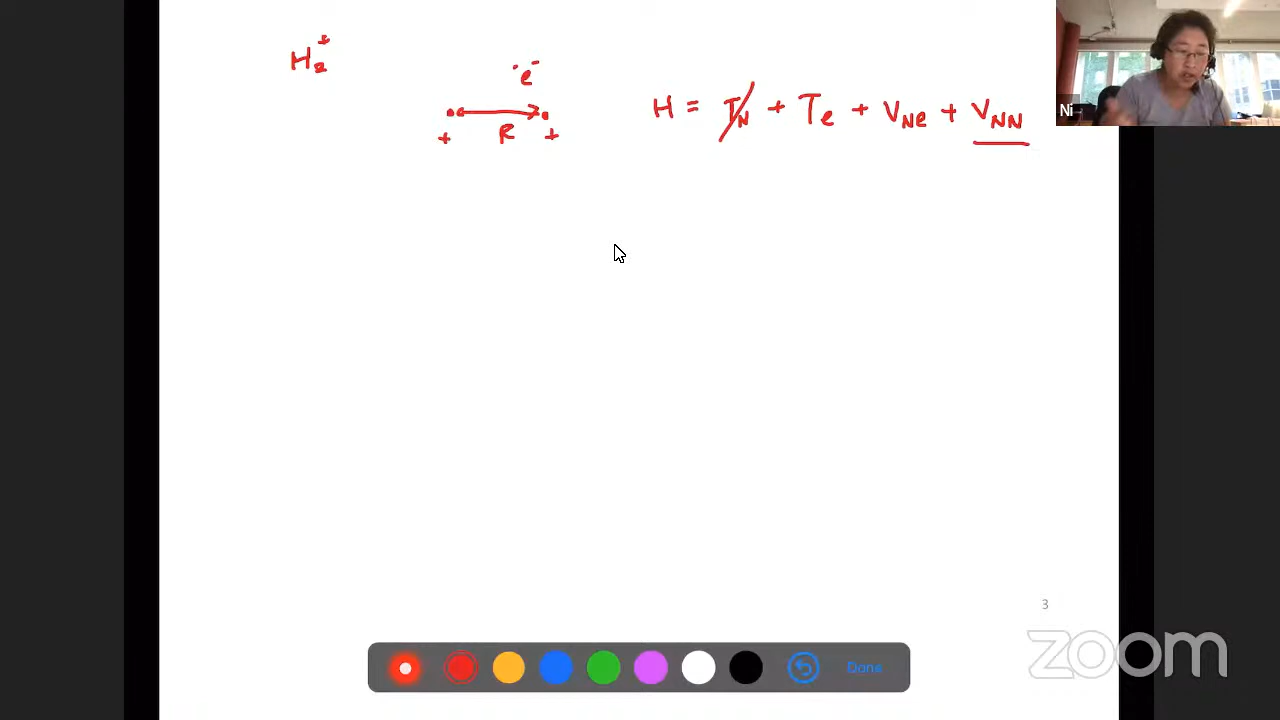 H₂⁺
e⁻
R
+ +
H = T_N + T_e + V_Ne + V_NN
Ni
3
Done
zoom